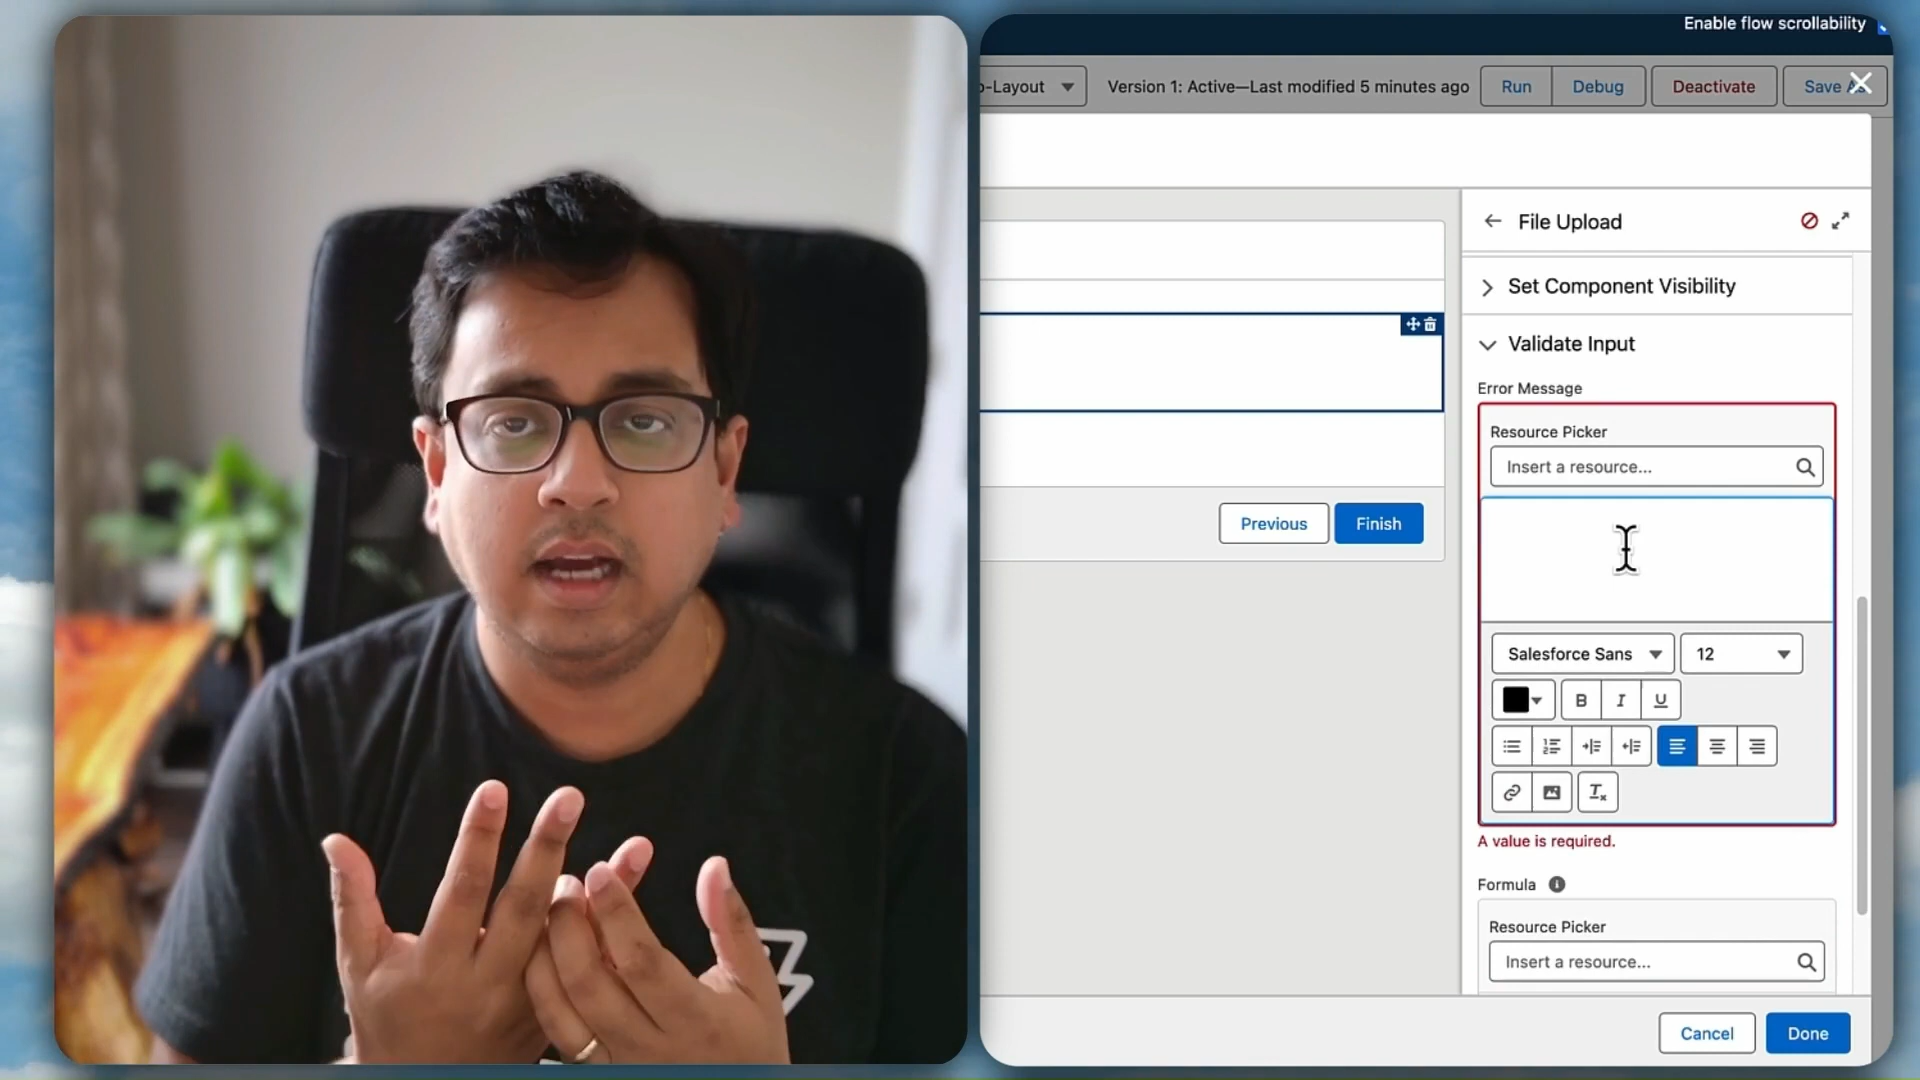 Enable flow scrollability
o-Layout
Version 1: Active—Last modified 5 minutes ago
Run
Debug
Deactivate
Save As
File Upload
Set Component Visibility
Validate Input
Error Message
Resource Picker
Insert a resource...
Previous
Finish
Salesforce Sans
12
B
I
U
A value is required.
Formula
Resource Picker
Insert a resource...
Cancel
Done